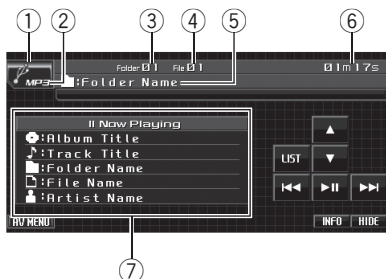 ① ② ③ ④ ⑤ ⑥
MP3 Folder 01 File 01 01m17s
:Folder Name
II Now Playing
:Album Title
:Track Title
:Folder Name
:File Name
:Artist Name
LIST
AV MENU INFO HIDE
⑦